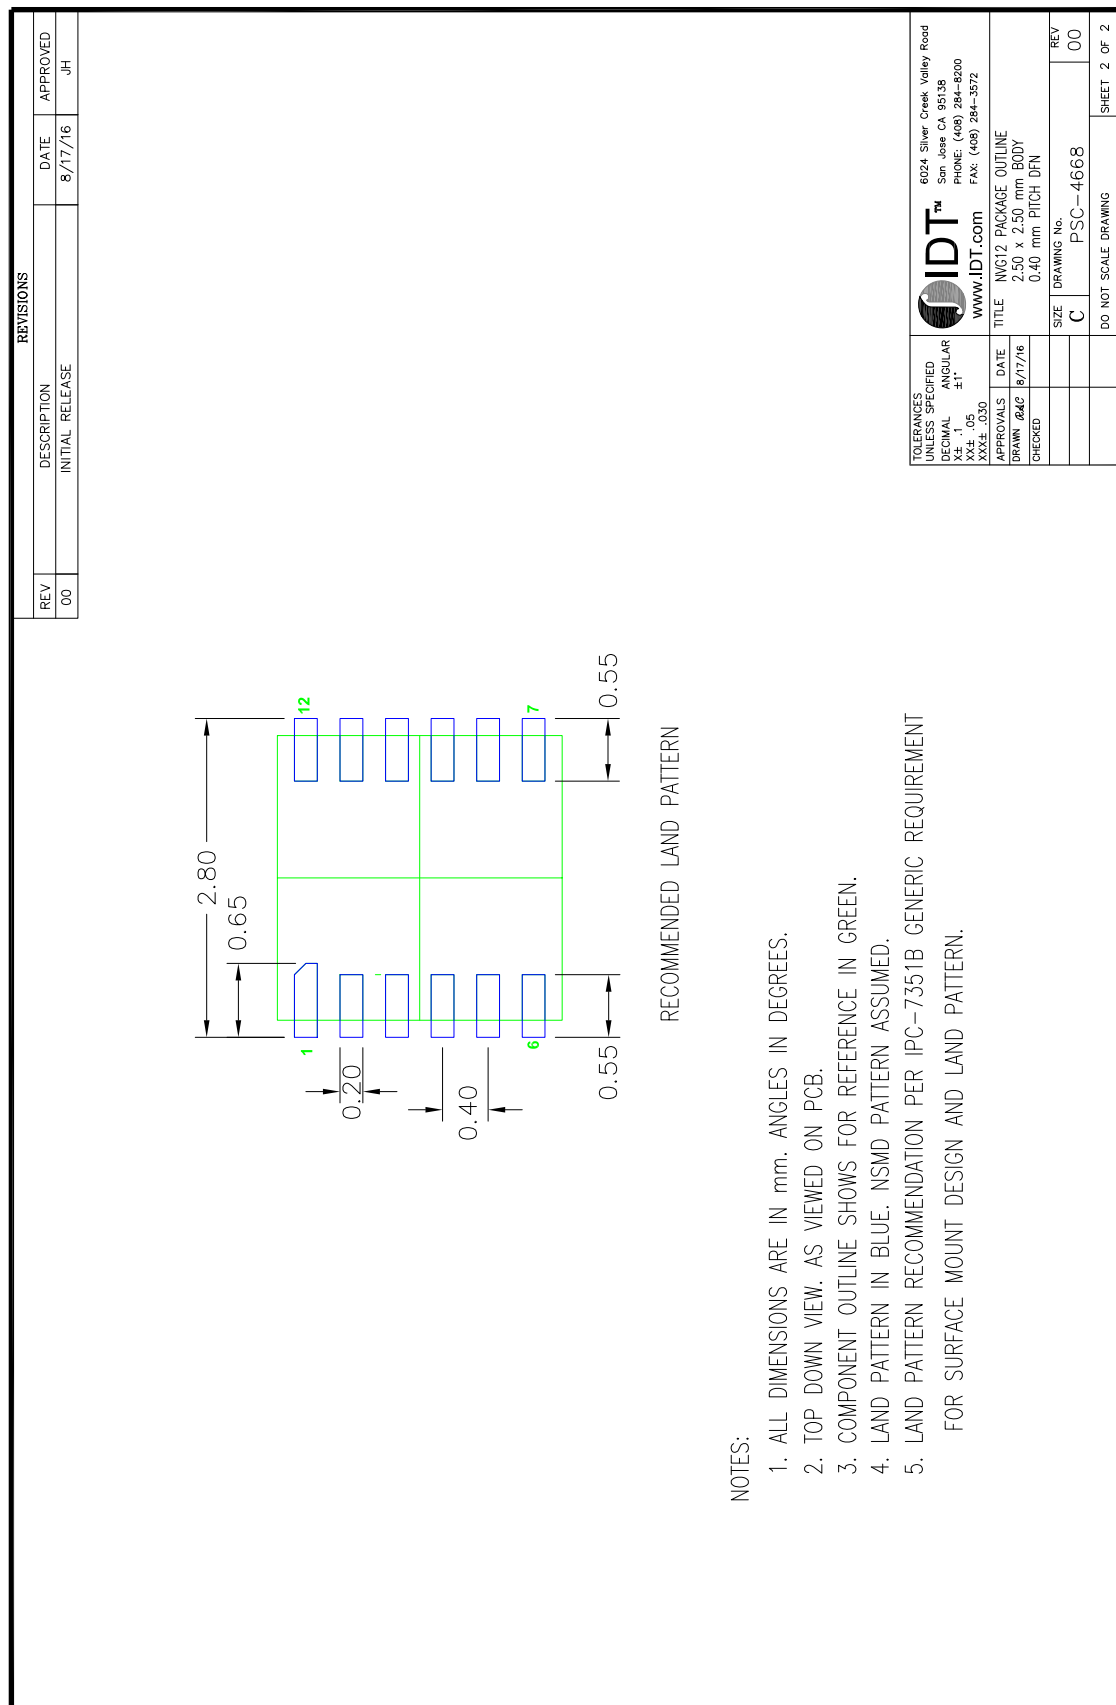 REVISIONS
REV DESCRIPTION DATE APPROVED
00 INITIAL RELEASE 8/17/16 JH
2.80
0.65
1
12
0.20
0.40
6
7
0.55
0.55
RECOMMENDED LAND PATTERN
NOTES:
1. ALL DIMENSIONS ARE IN mm. ANGLES IN DEGREES.
2. TOP DOWN VIEW. AS VIEWED ON PCB.
3. COMPONENT OUTLINE SHOWS FOR REFERENCE IN GREEN.
4. LAND PATTERN IN BLUE. NSMD PATTERN ASSUMED.
5. LAND PATTERN RECOMMENDATION PER IPC-7351B GENERIC REQUIREMENT
FOR SURFACE MOUNT DESIGN AND LAND PATTERN.
TOLERANCES
UNLESS SPECIFIED
DECIMAL ANGULAR
X± .1 ±1°
XX± .05
XXX± .030
IDT™
www.IDT.com
6024 Silver Creek Valley Road
San Jose CA 95138
PHONE: (408) 284-8200
FAX: (408) 284-3572
APPROVALS DATE
DRAWN RAC 8/17/16
CHECKED
TITLE NVG12 PACKAGE OUTLINE
2.50 x 2.50 mm BODY
0.40 mm PITCH DFN
SIZE DRAWING No. REV
C PSC-4668 00
DO NOT SCALE DRAWING SHEET 2 OF 2